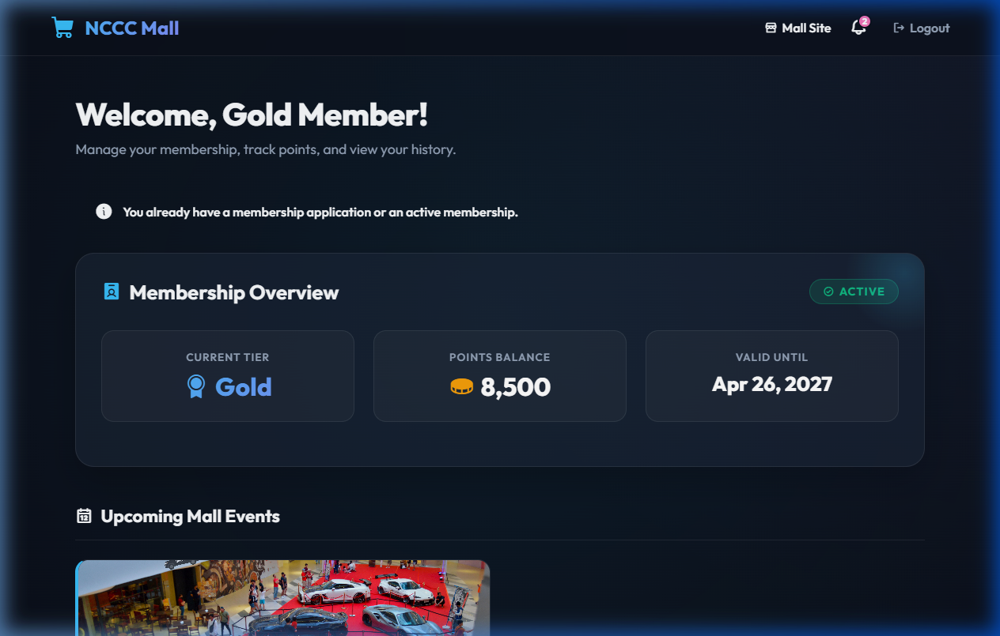 NCCC Mall
Mall Site
2
Logout
Welcome, Gold Member!
Manage your membership, track points, and view your history.
You already have a membership application or an active membership.
Membership Overview
ACTIVE
CURRENT TIER
Gold
POINTS BALANCE
8,500
VALID UNTIL
Apr 26, 2027
12
Upcoming Mall Events